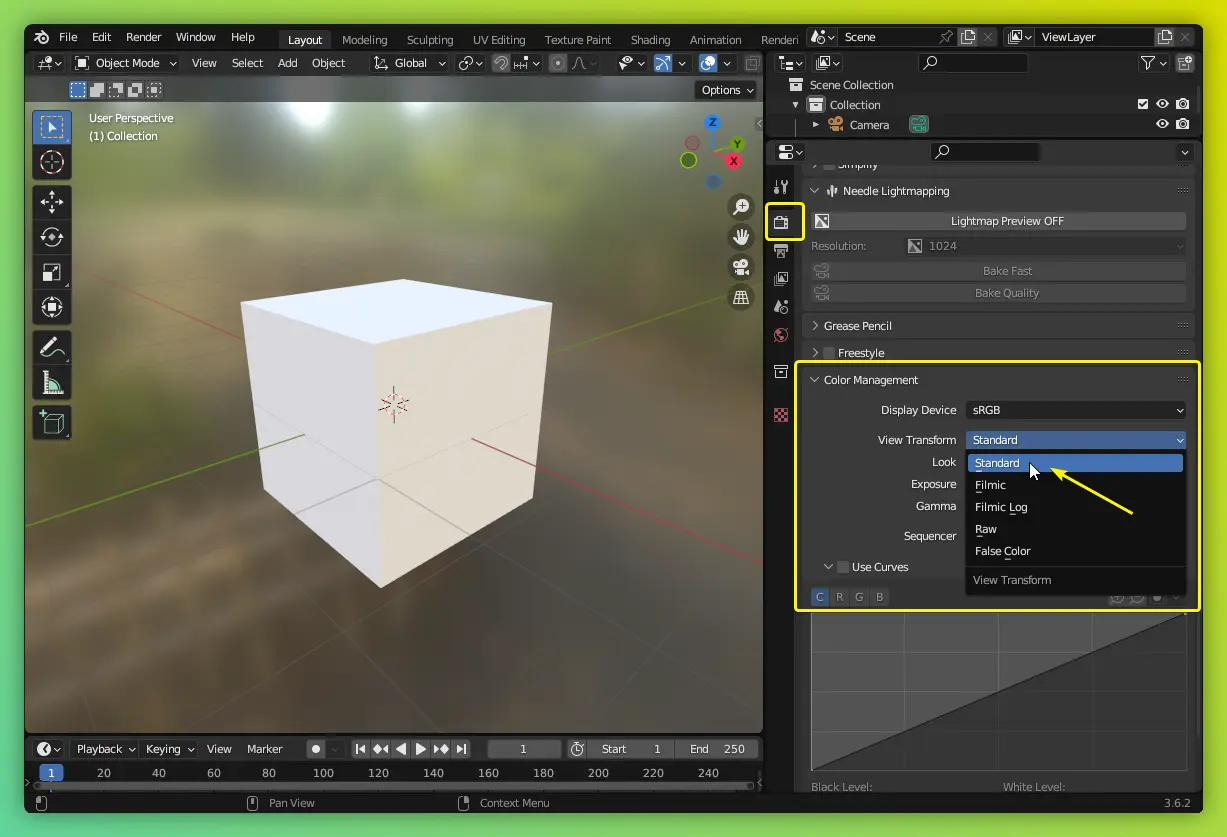 File Edit Render Window Help Layout Modeling Sculpting UV Editing Texture Paint Shading Animation Renderi Scene ViewLayer
Object Mode View Select Add Object Global
Options
User Perspective
(1) Collection
Z
Y
X
Scene Collection
Collection
Camera
Simplify
Needle Lightmapping
Lightmap Preview OFF
Resolution: 1024
Bake Fast
Bake Quality
Grease Pencil
Freestyle
Color Management
Display Device sRGB
View Transform Standard
Look Standard
Exposure Filmic
Gamma Filmic Log
Raw
Sequencer
False Color
Use Curves
View Transform
C R G B
Black Level: White Level:
Playback Keying View Marker 1 Start 1 End 250
1 20 40 60 80 100 120 140 160 180 200 220 240
Pan View Context Menu 3.6.2